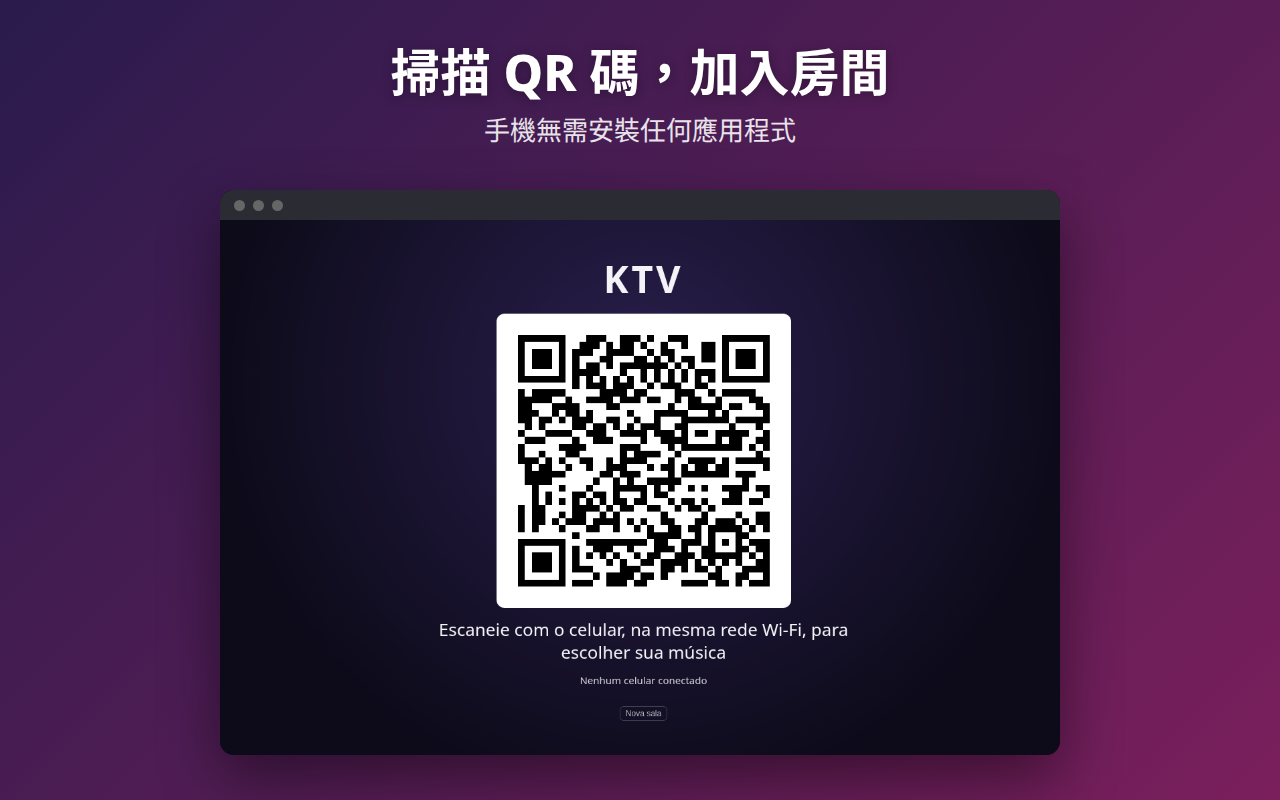 掃描 QR 碼，加入房間
手機無需安裝任何應用程式
KTV
Escaneie com o celular, na mesma rede Wi-Fi, para
escolher sua música
Nenhum celular conectado
Nova sala